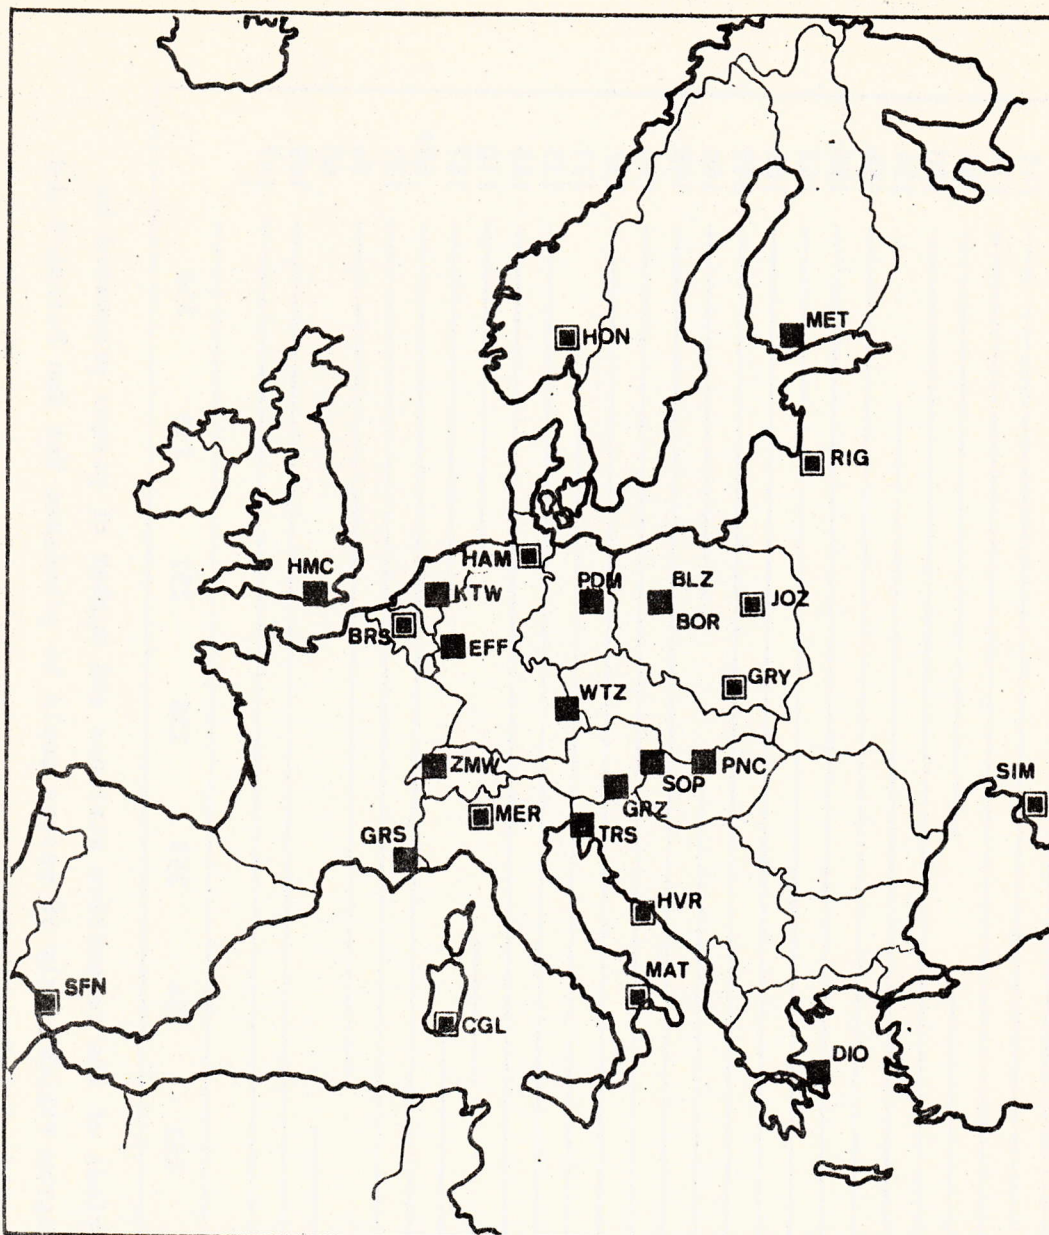 MET
HON
RIG
HMC
HAM
KTW
PDM
BLZ
JOZ
BRS
BOR
EFF
GRY
WTZ
ZMW
SOP
PNC
SIM
GRZ
MER
GRS
TRS
HVR
SFN
MAT
CGL
DIO